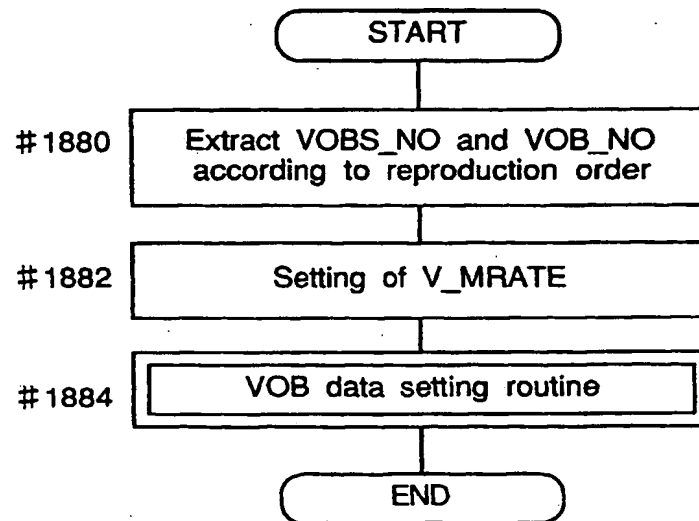 START
#1880
Extract VOBS_NO and VOB_NO
according to reproduction order
#1882
Setting of V_MRATE
#1884
VOB data setting routine
END